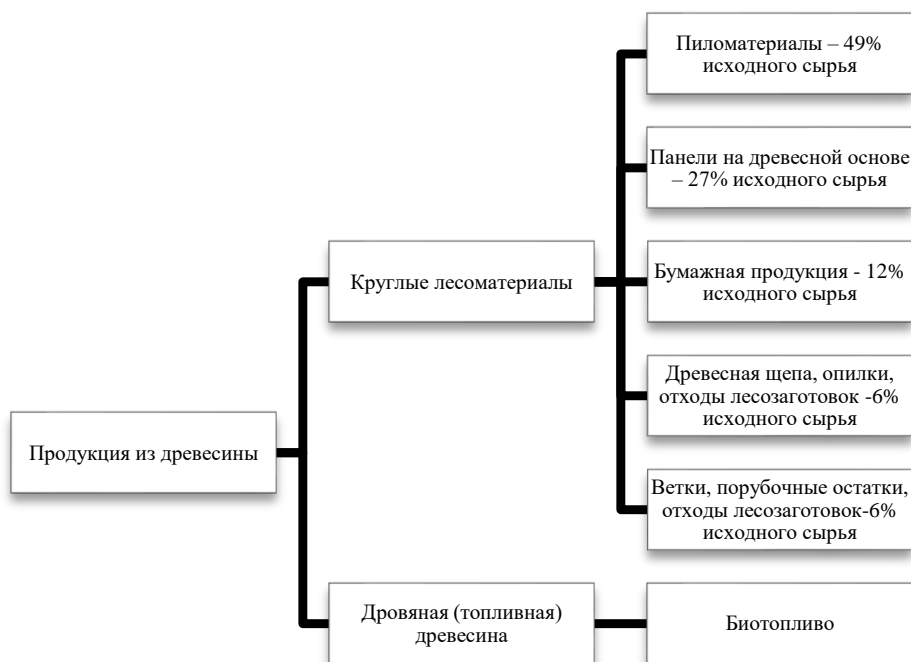 Пиломатериалы – 49%
исходного сырья
Панели на древесной основе
– 27% исходного сырья
Круглые лесоматериалы
Бумажная продукция - 12%
исходного сырья
Древесная щепа, опилки,
отходы лесозаготовок -6%
исходного сырья
Продукция из древесины
Ветки, порубочные остатки,
отходы лесозаготовок-6%
исходного сырья
Дровяная (топливная)
древесина
Биотопливо